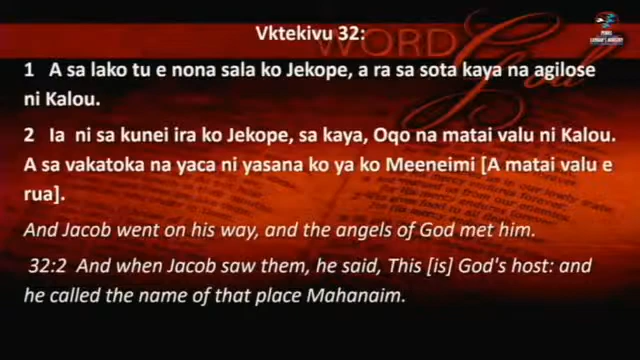 Vktekivu 32:
WORD
God
1 A sa lako tu e nona sala ko Jekope, a ra sa sota kaya na agilose
ni Kalou.
2 Ia ni sa kunei ira ko Jekope, sa kaya, Oqo na matai valu ni Kalou.
A sa vakatoka na yaca ni yasana ko ya ko Meeneimi [A matai valu e
rua].
And Jacob went on his way, and the angels of God met him.
32:2 And when Jacob saw them, he said, This [is] God's host: and
he called the name of that place Mahanaim.